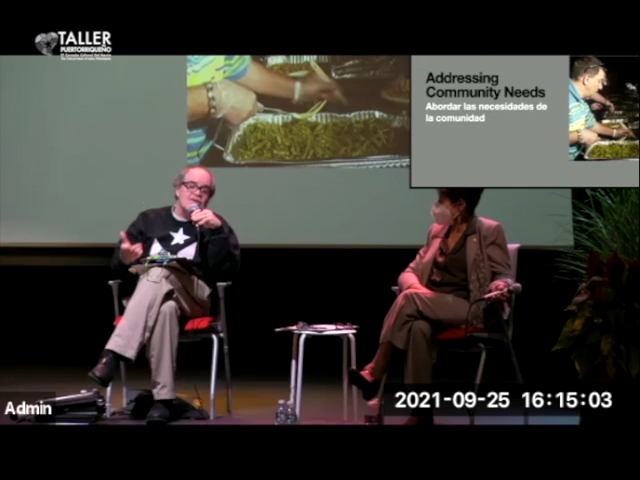 TALLER
PUERTORRIQUEÑO
Addressing
Community Needs
Abordar las necesidades de
la comunidad
Admin
2021-09-25 16:15:03